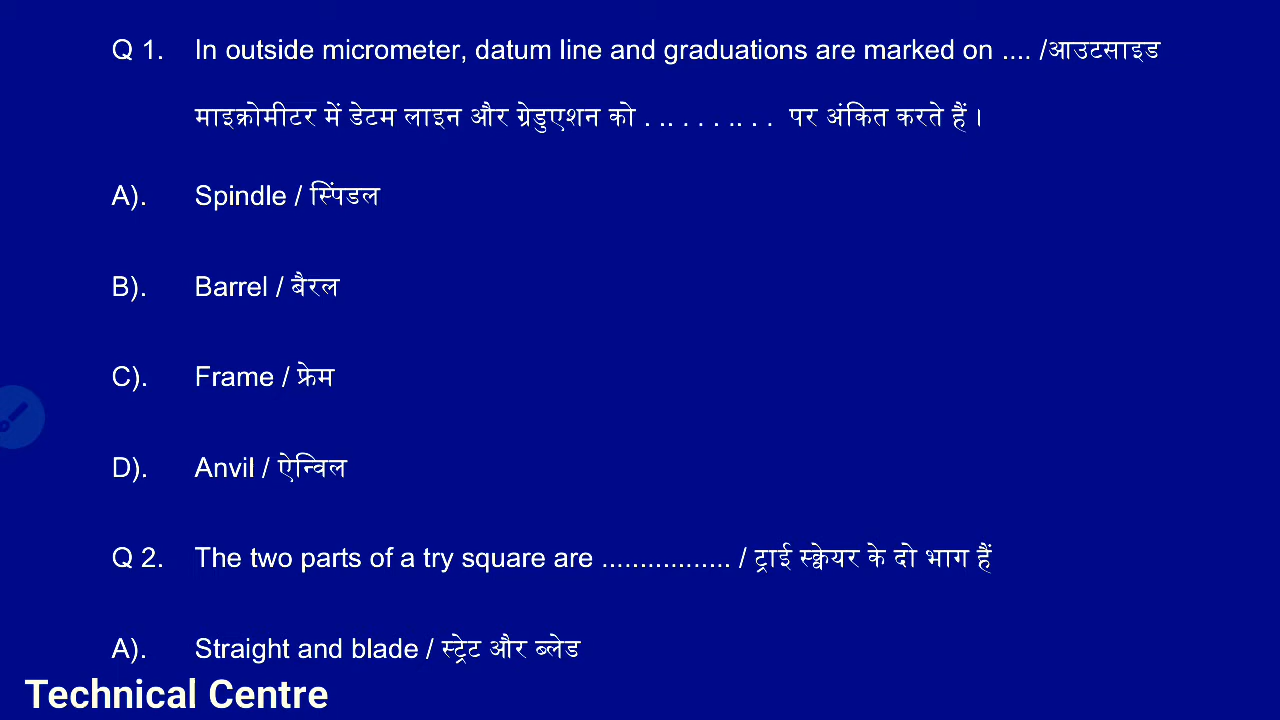 Q 1. In outside micrometer, datum line and graduations are marked on .... /आउटसाइड
माइक्रोमीटर में डेटम लाइन और ग्रेडुएशन को . .. . . . .. . . पर अंकित करते हैं ।
A). Spindle / स्पिंडल
B). Barrel / बैरल
C). Frame / फ्रेम
D). Anvil / ऐन्विल
Q 2. The two parts of a try square are ................. / ट्राई स्क्वेयर के दो भाग हैं
A). Straight and blade / स्ट्रेट और ब्लेड
Technical Centre